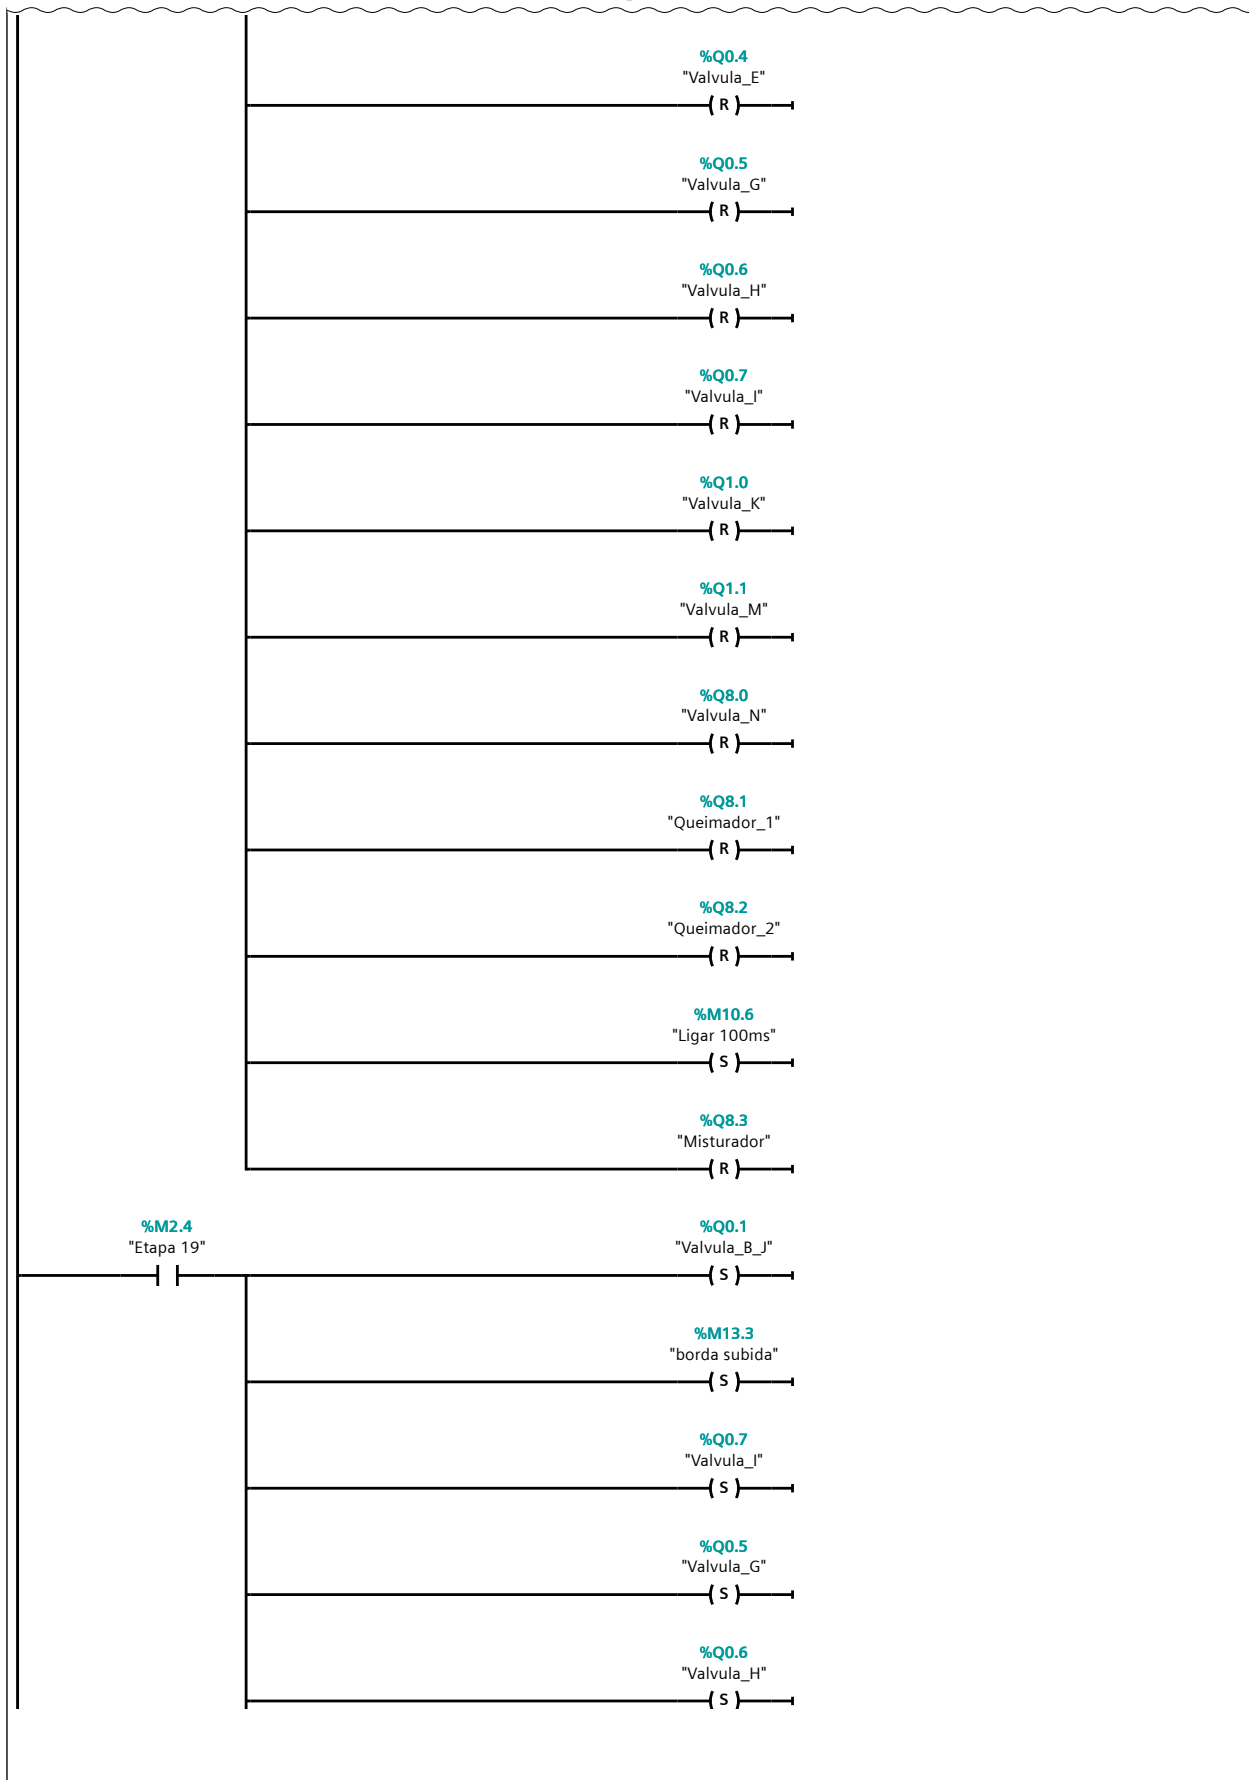 %Q0.4
"Valvula_E"
( R )
%Q0.5
"Valvula_G"
( R )
%Q0.6
"Valvula_H"
( R )
%Q0.7
"Valvula_I"
( R )
%Q1.0
"Valvula_K"
( R )
%Q1.1
"Valvula_M"
( R )
%Q8.0
"Valvula_N"
( R )
%Q8.1
"Queimador_1"
( R )
%Q8.2
"Queimador_2"
( R )
%M10.6
"Ligar 100ms"
( S )
%Q8.3
"Misturador"
( R )
%M2.4
"Etapa 19"
%Q0.1
"Valvula_B_J"
( S )
%M13.3
"borda subida"
( S )
%Q0.7
"Valvula_I"
( S )
%Q0.5
"Valvula_G"
( S )
%Q0.6
"Valvula_H"
( S )